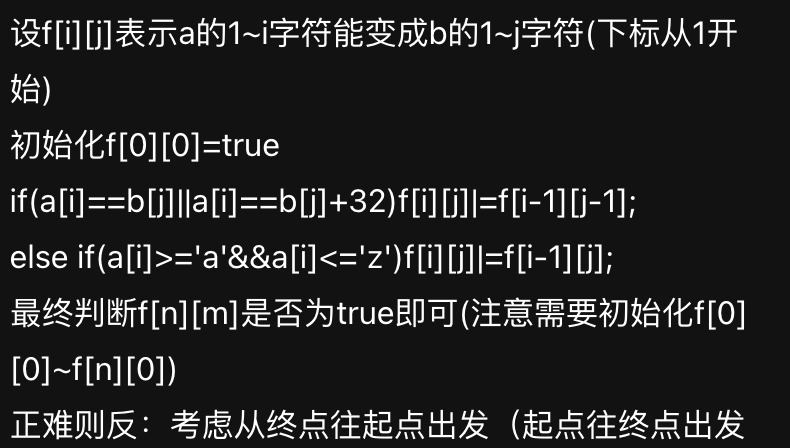 设f[i][j]表示a的1~i字符能变成b的1~j字符(下标从1开
始)
初始化f[0][0]=true
if(a[i]==b[j]||a[i]==b[j]+32)f[i][j]|=f[i-1][j-1];
else if(a[i]>='a'&&a[i]<='z')f[i][j]|=f[i-1][j];
最终判断f[n][m]是否为true即可(注意需要初始化f[0]
[0]~f[n][0])
正难则反：考虑从终点往起点出发（起点往终点出发